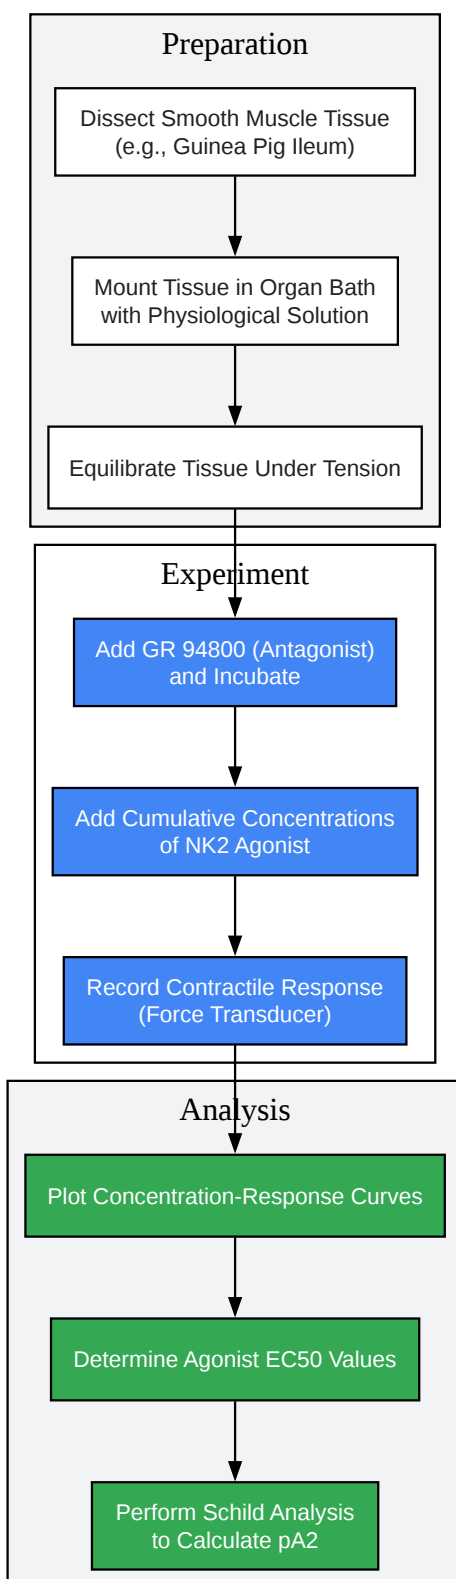 Preparation
Dissect Smooth Muscle Tissue
(e.g., Guinea Pig Ileum)
Mount Tissue in Organ Bath
with Physiological Solution
Equilibrate Tissue Under Tension
Experiment
Add GR 94800 (Antagonist)
and Incubate
Add Cumulative Concentrations
of NK2 Agonist
Record Contractile Response
(Force Transducer)
Analysis
Plot Concentration-Response Curves
Determine Agonist EC50 Values
Perform Schild Analysis
to Calculate pA2